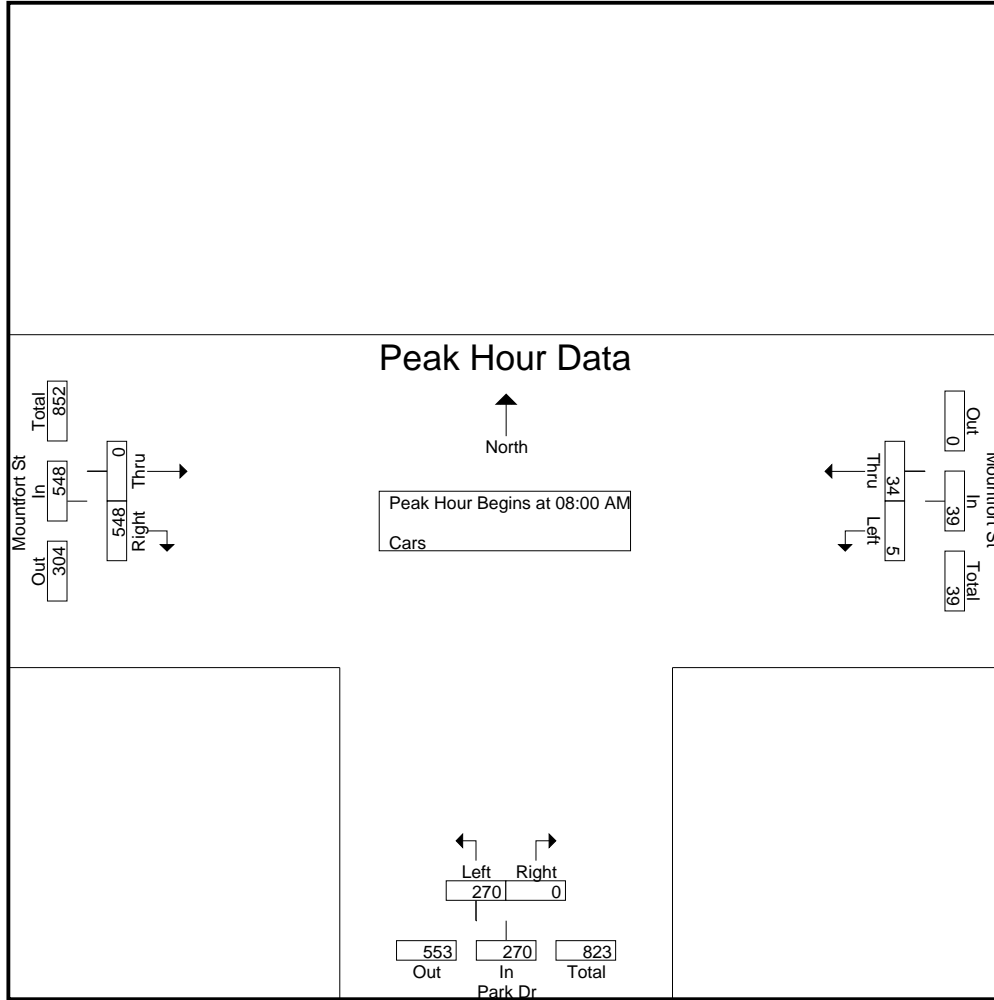 Peak Hour Data
North
Peak Hour Begins at 08:00 AM
Cars
Mountfort St
Total
852
In
548
Out
304
0
Thru
548
Right
Mountfort St
Out
0
In
39
Total
39
Thru
34
Left
5
Left
Right
270
0
553
270
823
Out
In
Total
Park Dr